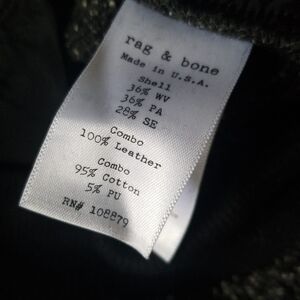 rag & bone
Made in U.S.A.
Shell
36% WV
36% PA
28% SE
Combo
100% Leather
Combo
95% Cotton
5% PU
RN# 108879